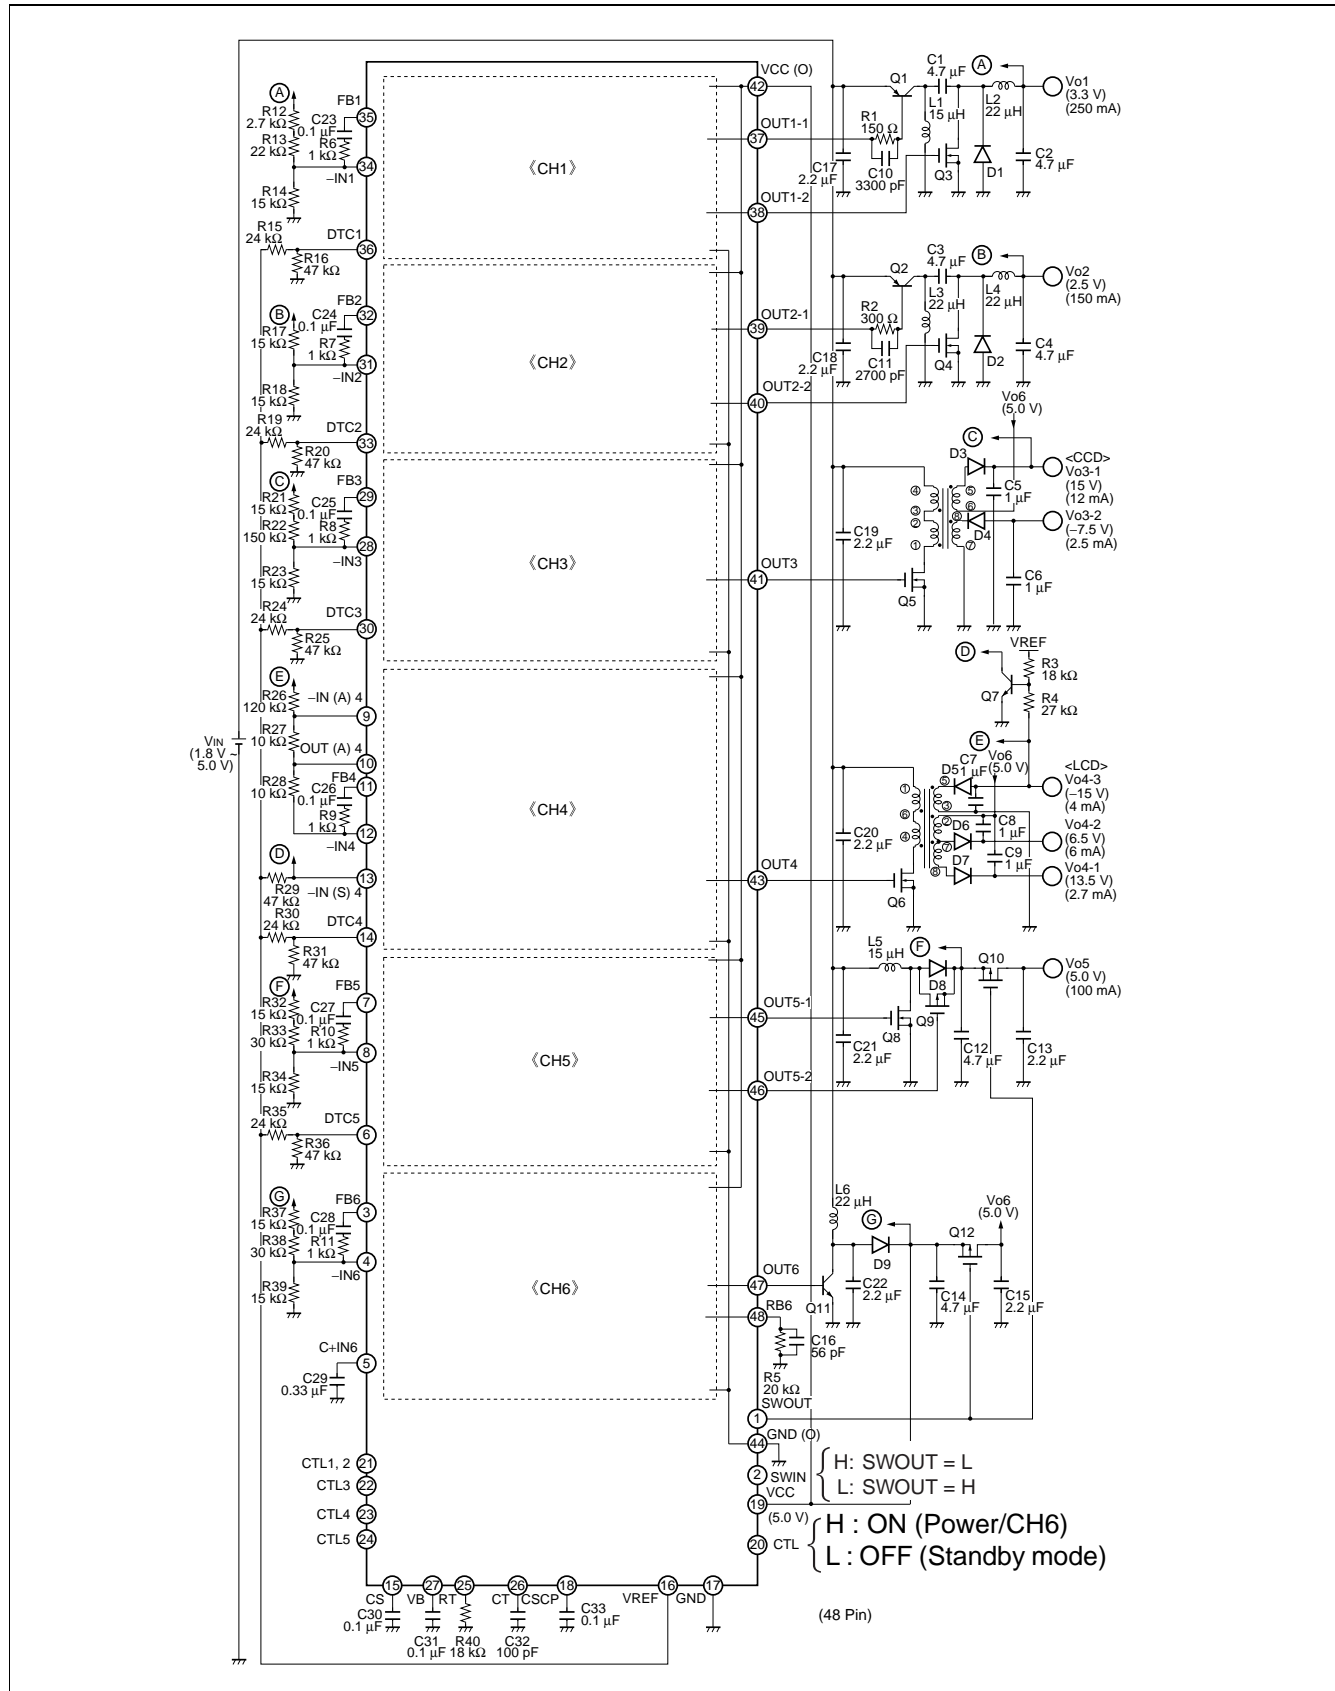 A
R12
2.7 kΩ
R13
22 kΩ
C23
0.1 µF
R6
1 kΩ
FB1
35
34
–IN1
R14
15 kΩ
R15
24 kΩ
DTC1
36
R16
47 kΩ
B
R17
15 kΩ
C24
0.1 µF
R7
1 kΩ
FB2
32
31
–IN2
R18
15 kΩ
R19
24 kΩ
DTC2
33
R20
47 kΩ
C
R21
15 kΩ
R22
150 kΩ
C25
0.1 µF
R8
1 kΩ
FB3
29
28
–IN3
R23
15 kΩ
R24
24 kΩ
DTC3
30
R25
47 kΩ
E
R26
120 kΩ
–IN (A) 4
9
R27
10 kΩ
OUT (A) 4
10
VIN
(1.8 V ~
5.0 V)
R28
10 kΩ
C26
0.1 µF
R9
1 kΩ
FB4
11
12
–IN4
D
R29
47 kΩ
13
–IN (S) 4
R30
24 kΩ
DTC4
14
R31
47 kΩ
F
R32
15 kΩ
R33
30 kΩ
C27
0.1 µF
R10
1 kΩ
FB5
7
8
–IN5
R34
15 kΩ
R35
24 kΩ
DTC5
6
R36
47 kΩ
G
R37
15 kΩ
R38
30 kΩ
C28
0.1 µF
R11
1 kΩ
FB6
3
4
–IN6
R39
15 kΩ
C+IN6
5
C29
0.33 µF
CTL1, 2
21
CTL3
22
CTL4
23
CTL5
24
《CH1》
《CH2》
《CH3》
《CH4》
《CH5》
《CH6》
VCC (O)
42
OUT1-1
37
OUT1-2
38
C17
2.2 µF
R1
150 Ω
C10
3300 pF
Q1
C1
4.7 µF
L1
15 µH
Q3
A
L2
22 µH
D1
C2
4.7 µF
Vo1
(3.3 V)
(250 mA)
OUT2-1
39
OUT2-2
40
C18
2.2 µF
R2
300 Ω
C11
2700 pF
Q2
C3
4.7 µF
L3
22 µH
Q4
B
L4
22 µH
D2
C4
4.7 µF
Vo2
(2.5 V)
(150 mA)
Vo6
(5.0 V)
C
D3
<CCD>
Vo3-1
(15 V)
(12 mA)
C5
1 µF
4
3
2
1
5
6
8
7
D4
Vo3-2
(–7.5 V)
(2.5 mA)
C19
2.2 µF
C6
1 µF
OUT3
41
Q5
D
VREF
R3
18 kΩ
Q7
R4
27 kΩ
E
Vo6
(5.0 V)
D5
C7
1 µF
<LCD>
Vo4-3
(–15 V)
(4 mA)
1
6
4
5
3
2
7
8
D6
C8
1 µF
Vo4-2
(6.5 V)
(6 mA)
D7
C9
1 µF
Vo4-1
(13.5 V)
(2.7 mA)
C20
2.2 µF
OUT4
43
Q6
L5
15 µH
F
D8
Q10
Vo5
(5.0 V)
(100 mA)
OUT5-1
45
C21
2.2 µF
Q8
Q9
C12
4.7 µF
C13
2.2 µF
OUT5-2
46
L6
22 µH
G
D9
Q12
Vo6
(5.0 V)
OUT6
47
Q11
C22
2.2 µF
C14
4.7 µF
C15
2.2 µF
RB6
48
C16
56 pF
R5
20 kΩ
SWOUT
1
GND (O)
44
2
SWIN
H: SWOUT = L
L: SWOUT = H
VCC
19
(5.0 V)
20
CTL
H : ON (Power/CH6)
L : OFF (Standby mode)
15
27
25
26
18
16
17
CS
VB
RT
CT
CSCP
VREF
GND
C30
0.1 µF
C31
0.1 µF
R40
18 kΩ
C32
100 pF
C33
0.1 µF
(48 Pin)